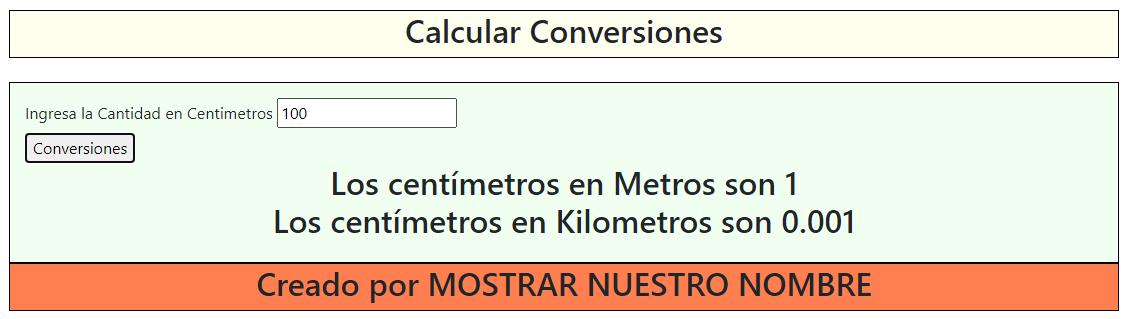 Calcular Conversiones
Ingresa la Cantidad en Centimetros 100
Conversiones
Los centímetros en Metros son 1
Los centímetros en Kilometros son 0.001
Creado por MOSTRAR NUESTRO NOMBRE